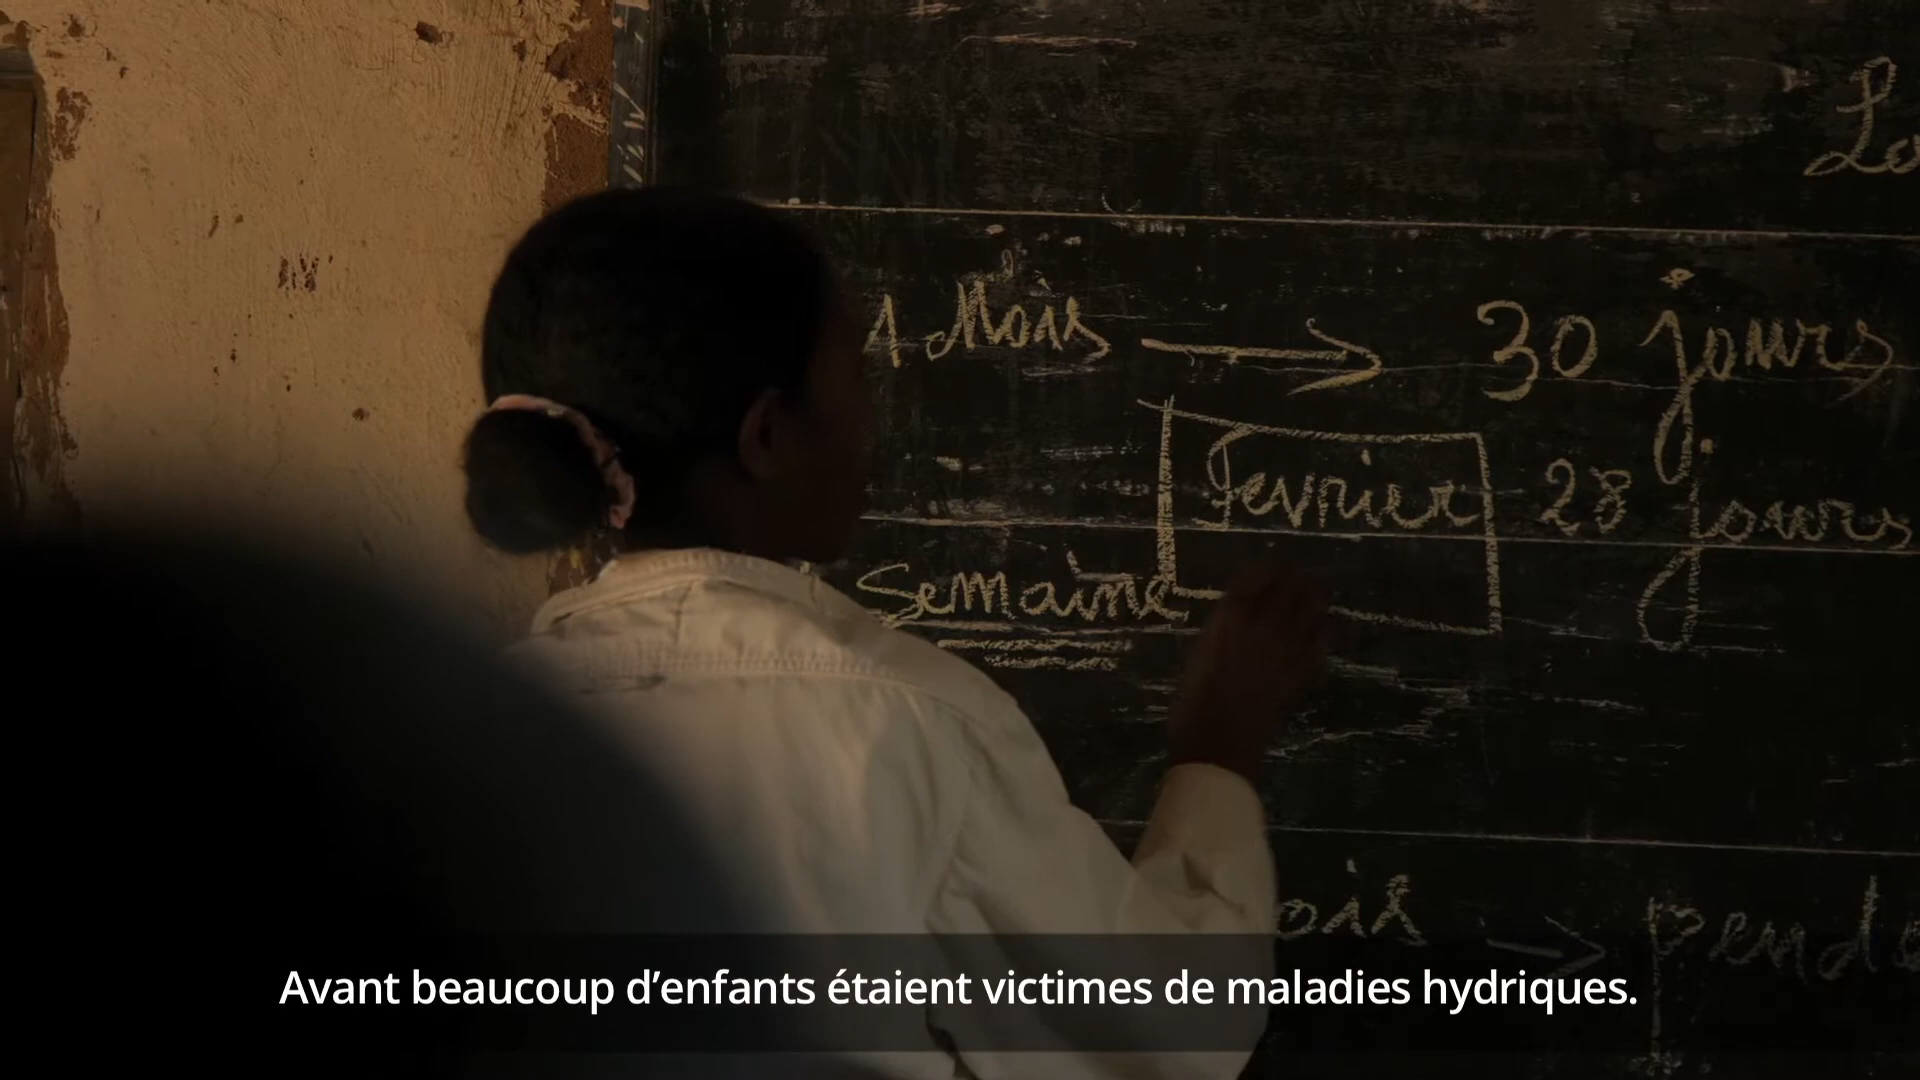 1 Mois → 30 jours
Fevrier 28 jours
Semaine
→
Avant beaucoup d’enfants étaient victimes de maladies hydriques.